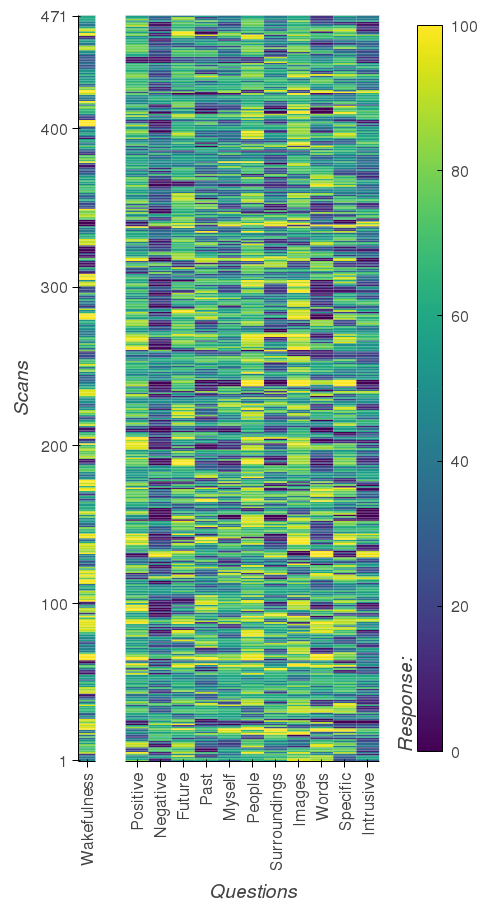 471
400
300
200
100
1
Scans
Wakefulness
Positive
Negative
Future
Past
Myself
People
Surroundings
Images
Words
Specific
Intrusive
Questions
Response:
100
80
60
40
20
0